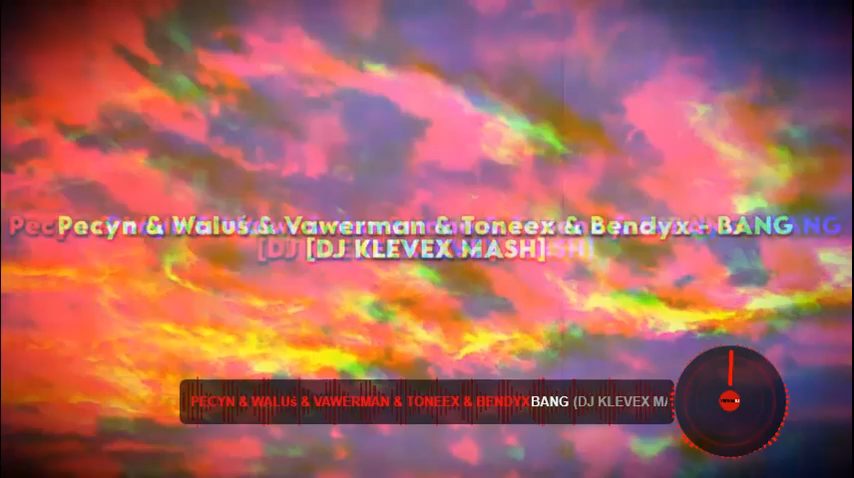 Pecyn & Waluś & Vawerman & Toneex & Bendyx - BANG
[DJ KLEVEX MASH]
PECYN & WALUś & VAWERMAN & TONEEX & BENDYX BANG (DJ KLEVEX MA